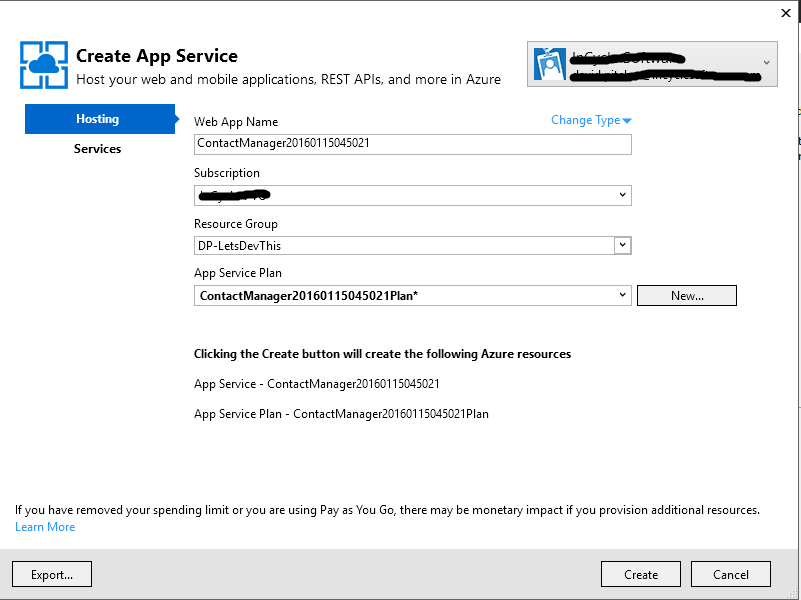 Create App Service
Host your web and mobile applications, REST APIs, and more in Azure
Hosting
Services
Web App Name
Change Type
ContactManager20160115045021
Subscription
Resource Group
DP-LetsDevThis
App Service Plan
ContactManager20160115045021Plan*
New...
Clicking the Create button will create the following Azure resources
App Service - ContactManager20160115045021
App Service Plan - ContactManager20160115045021Plan
If you have removed your spending limit or you are using Pay as You Go, there may be monetary impact if you provision additional resources.
Learn More
Export...
Create
Cancel